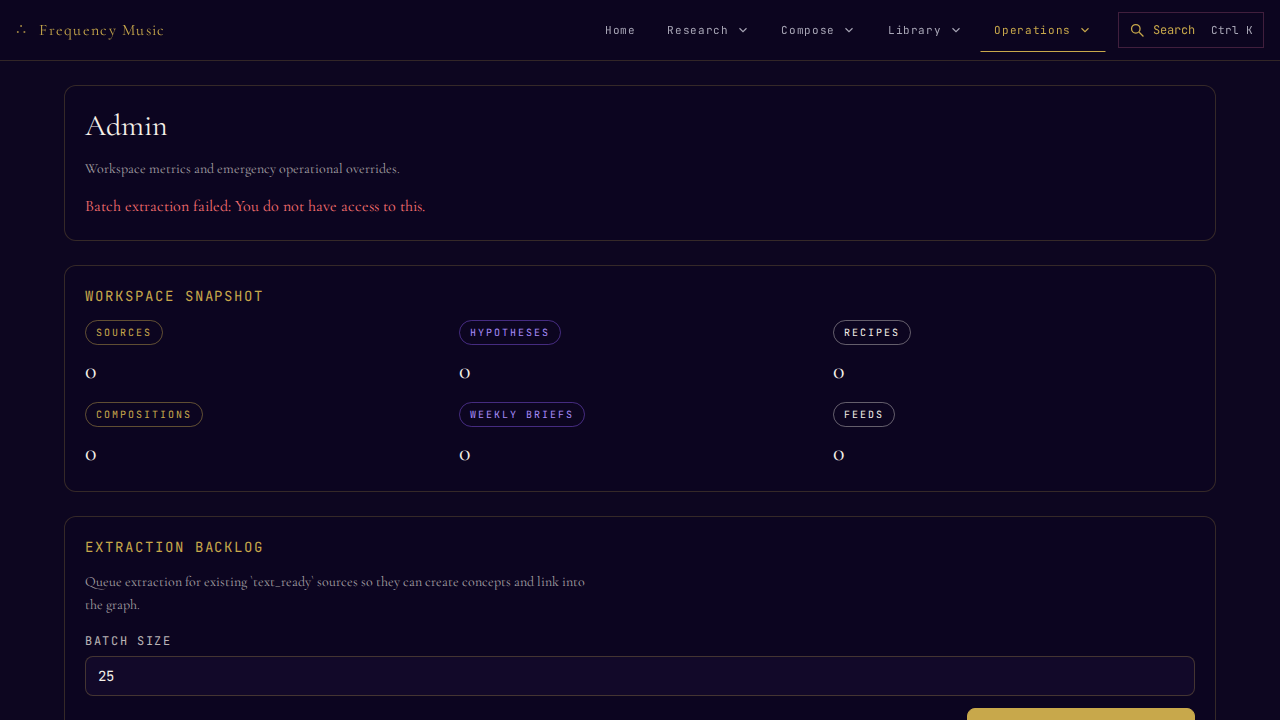 ∴ Frequency Music
Home Research Compose Library Operations Search Ctrl K
Admin
Workspace metrics and emergency operational overrides.
Batch extraction failed: You do not have access to this.
WORKSPACE SNAPSHOT
SOURCES HYPOTHESES RECIPES
0 0 0
COMPOSITIONS WEEKLY BRIEFS FEEDS
0 0 0
EXTRACTION BACKLOG
Queue extraction for existing `text_ready` sources so they can create concepts and link into
the graph.
BATCH SIZE
25